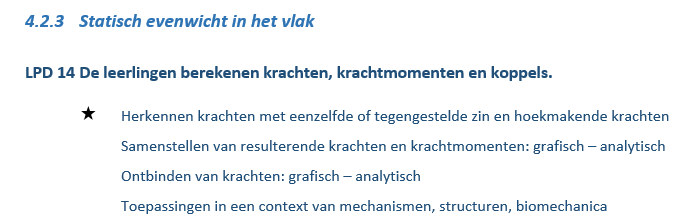 4.2.3 Statisch evenwicht in het vlak
LPD 14 De leerlingen berekenen krachten, krachtmomenten en koppels.
★ Herkennen krachten met eenzelfde of tegengestelde zin en hoekmakende krachten
Samenstellen van resulterende krachten en krachtmomenten: grafisch – analytisch
Ontbinden van krachten: grafisch – analytisch
Toepassingen in een context van mechanismen, structuren, biomechanica